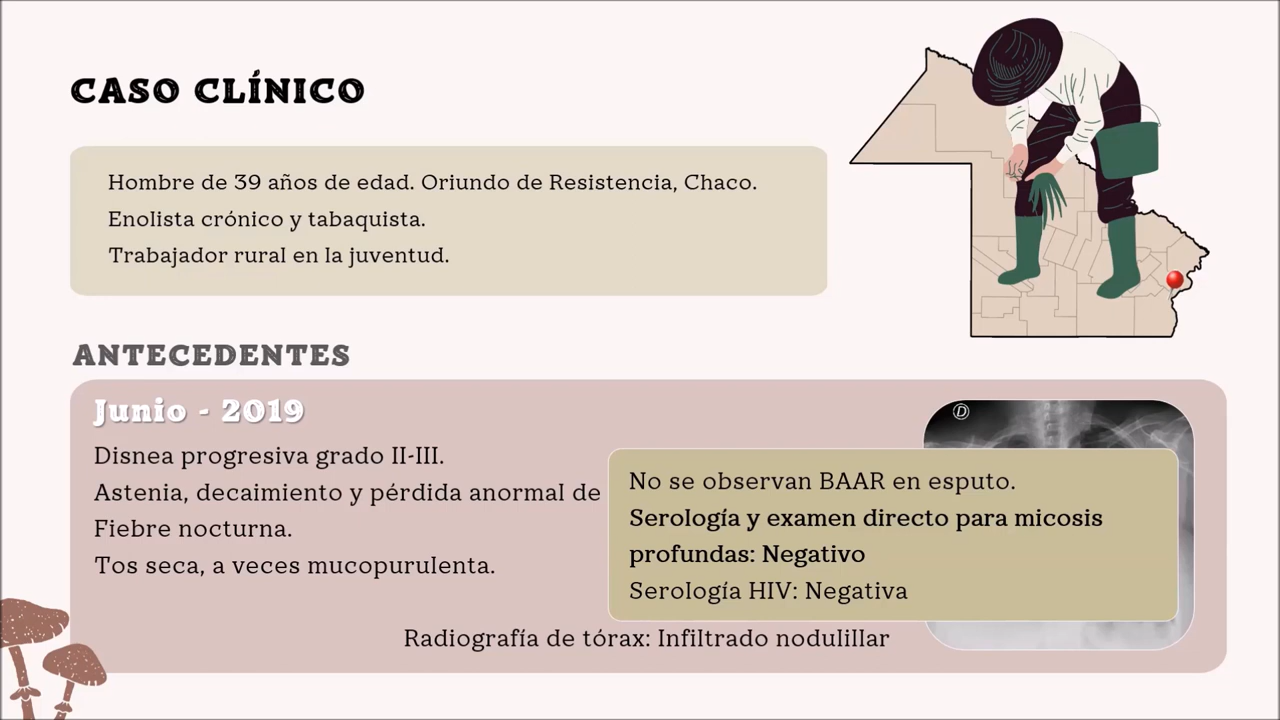 CASO CLÍNICO
Hombre de 39 años de edad. Oriundo de Resistencia, Chaco.
Enolista crónico y tabaquista.
Trabajador rural en la juventud.
ANTECEDENTES
Junio - 2019
Disnea progresiva grado II-III.
Astenia, decaimiento y pérdida anormal de
Fiebre nocturna.
Tos seca, a veces mucopurulenta.
D
No se observan BAAR en esputo.
Serología y examen directo para micosis
profundas: Negativo
Serología HIV: Negativa
Radiografía de tórax: Infiltrado nodulillar